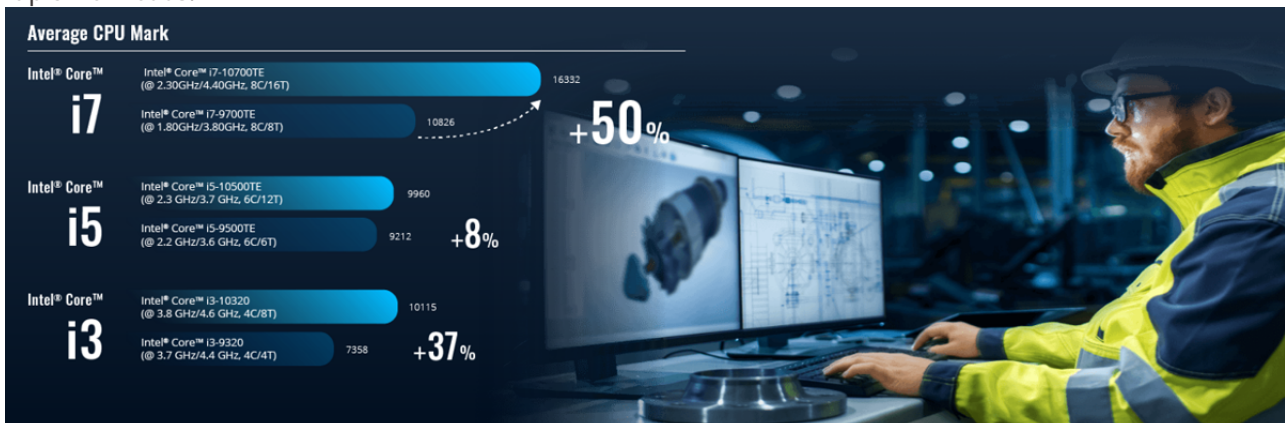 Average CPU Mark
Intel® Core™
i7
Intel® Core™ i7-10700TE
(@ 2.30GHz/4.40GHz, 8C/16T)
16332
Intel® Core™ i7-9700TE
(@ 1.80GHz/3.80GHz, 8C/8T)
10826
+50%
Intel® Core™
i5
Intel® Core™ i5-10500TE
(@ 2.3 GHz/3.7 GHz, 6C/12T)
9960
Intel® Core™ i5-9500TE
(@ 2.2 GHz/3.6 GHz, 6C/6T)
9212
+8%
Intel® Core™
i3
Intel® Core™ i3-10320
(@ 3.8 GHz/4.6 GHz, 4C/8T)
10115
Intel® Core™ i3-9320
(@ 3.7 GHz/4.4 GHz, 4C/4T)
7358
+37%